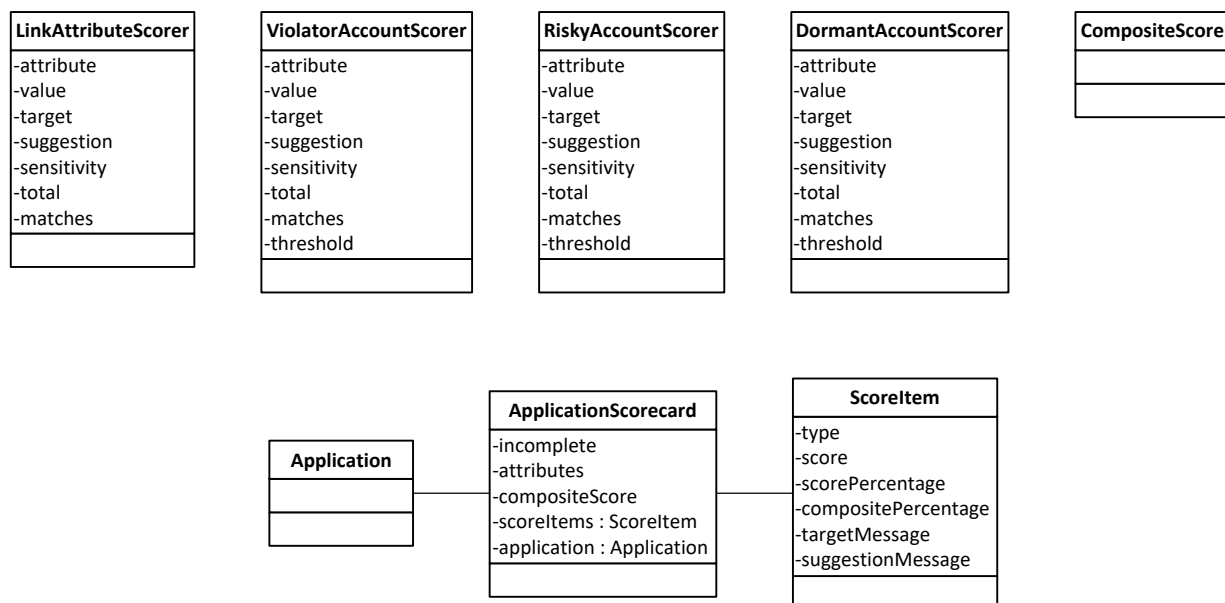 LinkAttributeScorer
-attribute
-value
-target
-suggestion
-sensitivity
-total
-matches
ViolatorAccountScorer
-attribute
-value
-target
-suggestion
-sensitivity
-total
-matches
-threshold
RiskyAccountScorer
-attribute
-value
-target
-suggestion
-sensitivity
-total
-matches
-threshold
DormantAccountScorer
-attribute
-value
-target
-suggestion
-sensitivity
-total
-matches
-threshold
CompositeScore
Application
ApplicationScorecard
-incomplete
-attributes
-compositeScore
-scoreItems : ScoreItem
-application : Application
ScoreItem
-type
-score
-scorePercentage
-compositePercentage
-targetMessage
-suggestionMessage